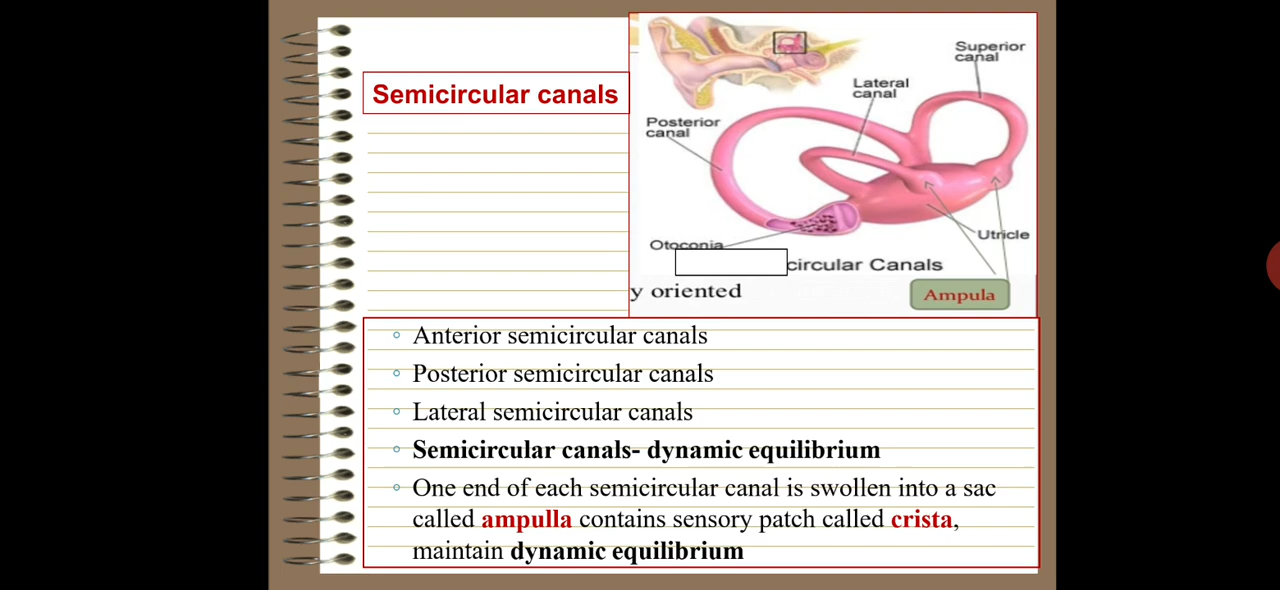 Semicircular canals
Superior
canal
Lateral
canal
Posterior
canal
Utricle
Otoconia
circular Canals
y oriented
Ampula
◦ Anterior semicircular canals
◦ Posterior semicircular canals
◦ Lateral semicircular canals
◦ Semicircular canals- dynamic equilibrium
◦ One end of each semicircular canal is swollen into a sac
called ampulla contains sensory patch called crista,
maintain dynamic equilibrium